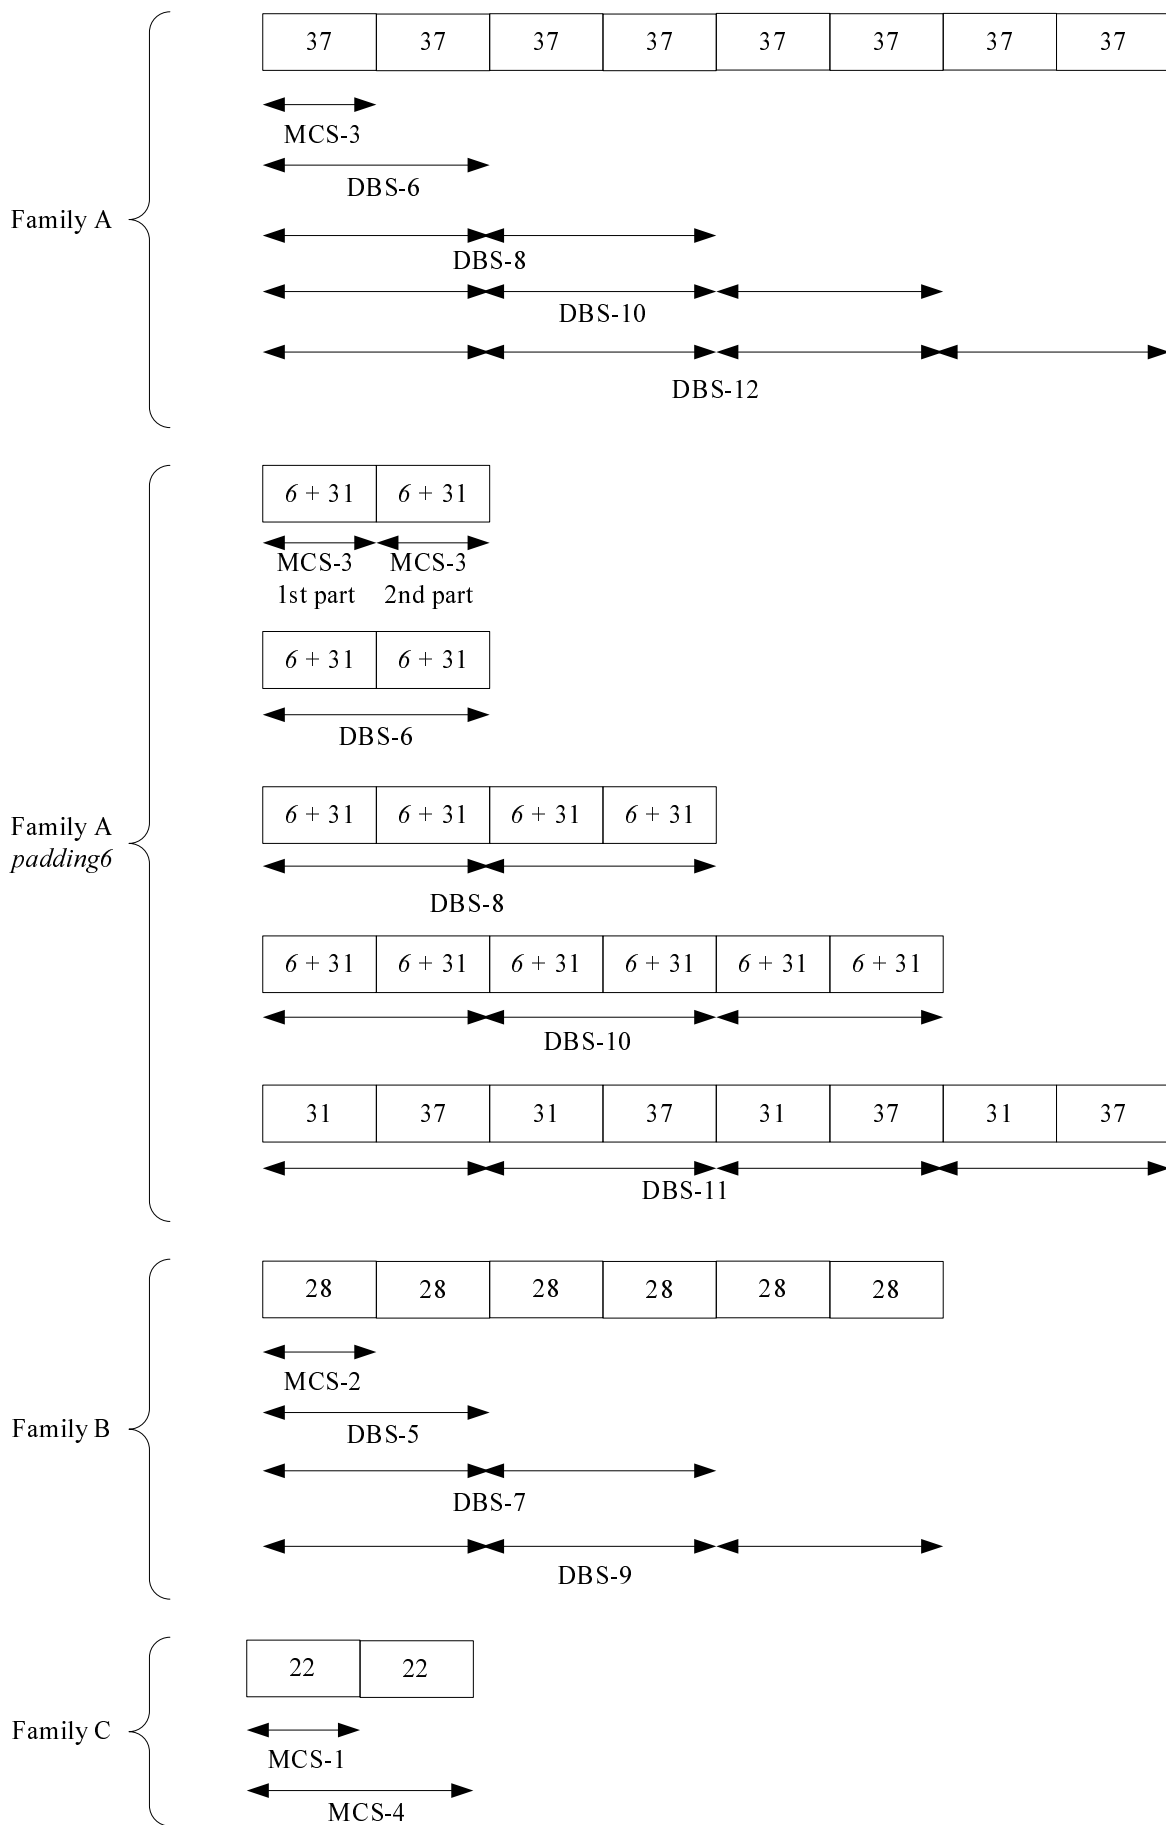 37 37 37 37 37 37 37 37
MCS-3
DBS-6
Family A
DBS-8
DBS-10
DBS-12
6 + 31 6 + 31
MCS-3 MCS-3
1st part 2nd part
6 + 31 6 + 31
DBS-6
6 + 31 6 + 31 6 + 31 6 + 31
Family A
padding6
DBS-8
6 + 31 6 + 31 6 + 31 6 + 31 6 + 31 6 + 31
DBS-10
31 37 31 37 31 37 31 37
DBS-11
28 28 28 28 28 28
MCS-2
Family B
DBS-5
DBS-7
DBS-9
22 22
Family C
MCS-1
MCS-4